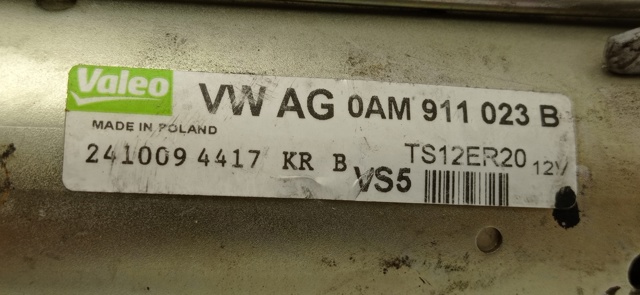 Valeo
VW AG 0AM 911 023 B
MADE IN POLAND
241009 4417 KR B TS12ER20 12V
VS5